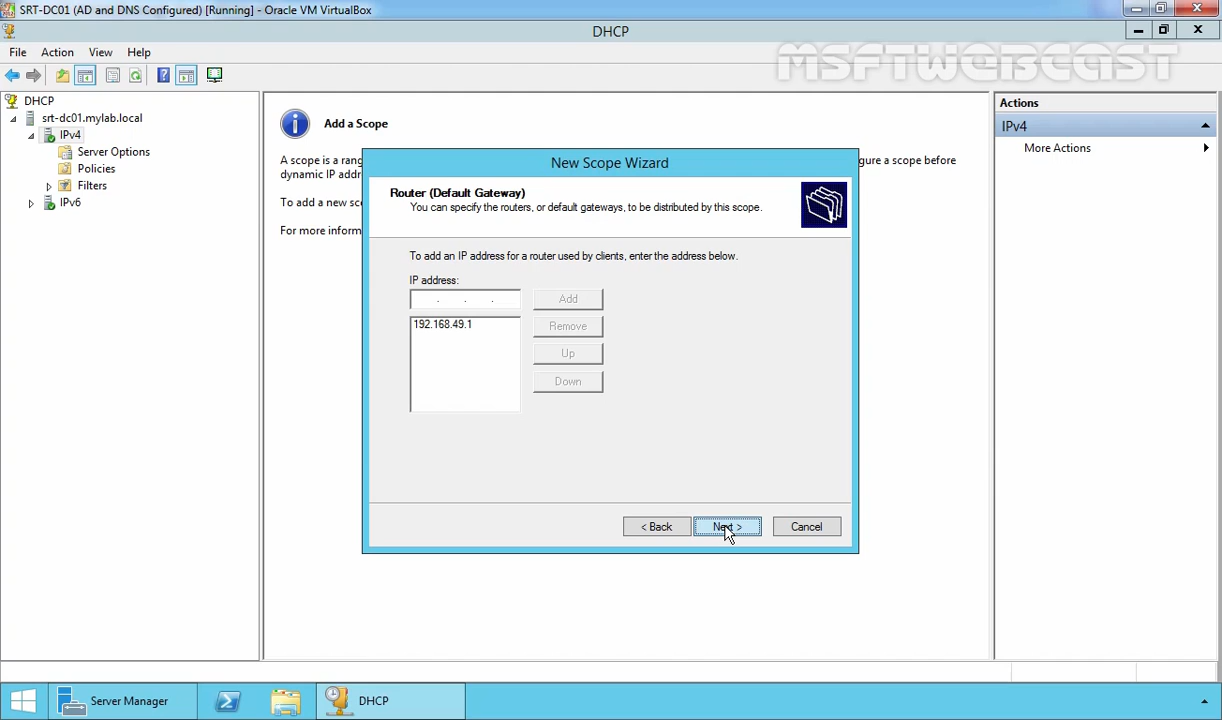 SRT-DC01 (AD and DNS Configured) [Running] - Oracle VM VirtualBox
DHCP
MSFTWEBCAST
File Action View Help
DHCP
srt-dc01.mylab.local
IPv4
Server Options
Policies
Filters
IPv6
Add a Scope
A scope is a rang
dynamic IP addr
gure a scope before
To add a new sco
For more inform
New Scope Wizard
Router (Default Gateway)
You can specify the routers, or default gateways, to be distributed by this scope.
To add an IP address for a router used by clients, enter the address below.
IP address:
. . .
Add
192.168.49.1
Remove
Up
Down
< Back
Next >
Cancel
Actions
IPv4
More Actions
Server Manager
DHCP